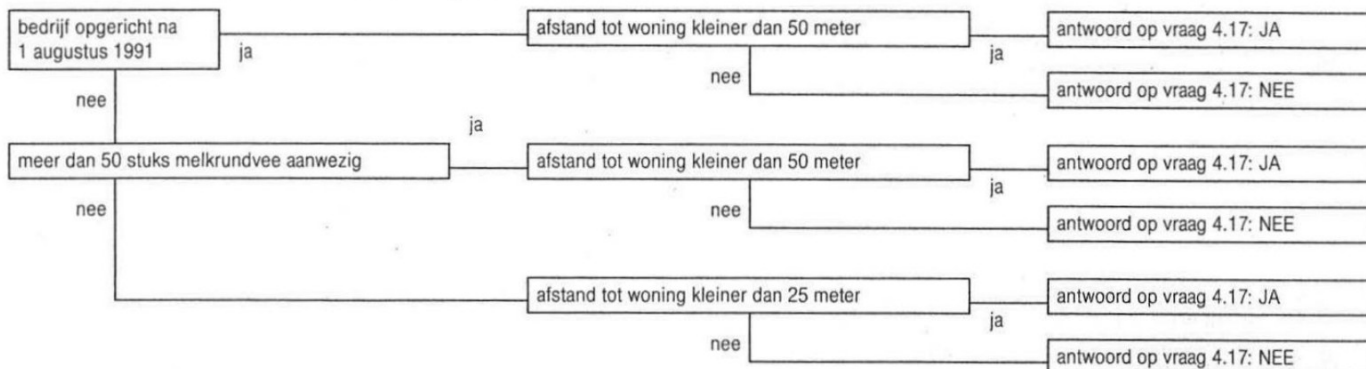 bedrijf opgericht na
1 augustus 1991
ja
afstand tot woning kleiner dan 50 meter
ja
antwoord op vraag 4.17: JA
nee
antwoord op vraag 4.17: NEE
nee
meer dan 50 stuks melkrundvee aanwezig
ja
afstand tot woning kleiner dan 50 meter
ja
antwoord op vraag 4.17: JA
nee
antwoord op vraag 4.17: NEE
nee
afstand tot woning kleiner dan 25 meter
ja
antwoord op vraag 4.17: JA
nee
antwoord op vraag 4.17: NEE